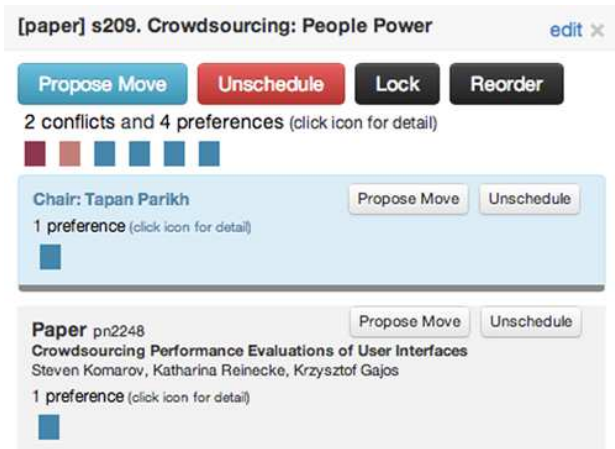 [paper] s209. Crowdsourcing: People Power edit ×
Propose Move Unschedule Lock Reorder
2 conflicts and 4 preferences (click icon for detail)
Chair: Tapan Parikh Propose Move Unschedule
1 preference (click icon for detail)
Paper pn2248 Propose Move Unschedule
Crowdsourcing Performance Evaluations of User Interfaces
Steven Komarov, Katharina Reinecke, Krzysztof Gajos
1 preference (click icon for detail)